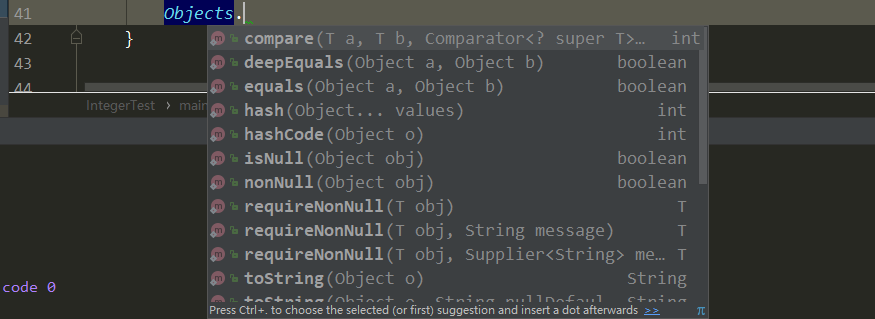 41 Objects.
42 }
43
44
compare(T a, T b, Comparator<? super T>… int
deepEquals(Object a, Object b) boolean
equals(Object a, Object b) boolean
hash(Object... values) int
hashCode(Object o) int
isNull(Object obj) boolean
nonNull(Object obj) boolean
requireNonNull(T obj) T
requireNonNull(T obj, String message) T
requireNonNull(T obj, Supplier<String> me… T
toString(Object o) String
toString(Object o, String nullDefaul… String
Press Ctrl+. to choose the selected (or first) suggestion and insert a dot afterwards >> π
IntegerTest › main
code 0